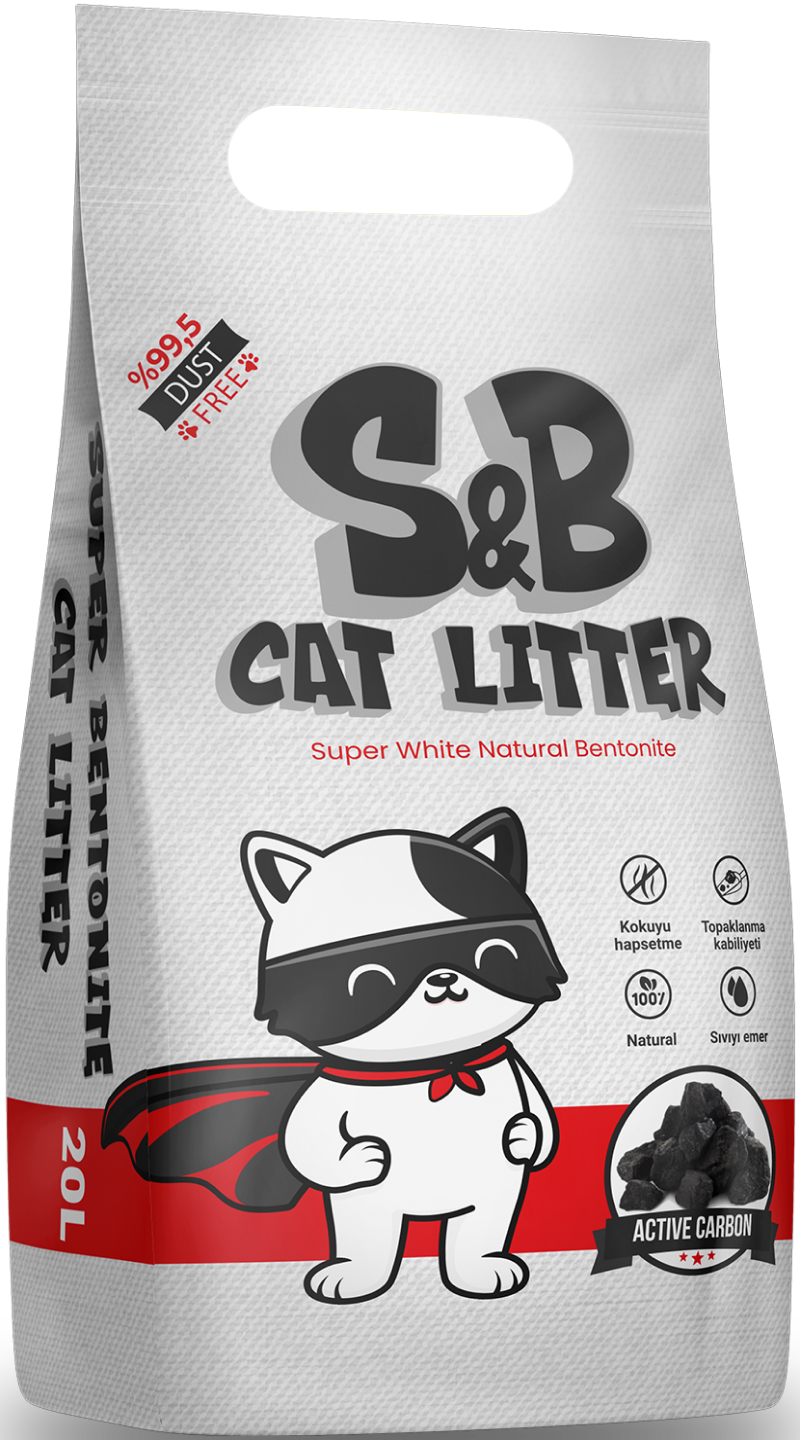 %99,5
DUST
FREE
S&B
CAT LITTER
Super White Natural Bentonite
SUPER BENTONITE
CAT LITTER
Kokuyu
hapsetme
Topaklanma
kabiliyeti
100%
Natural
Sıvıyı emer
20L
ACTIVE CARBON